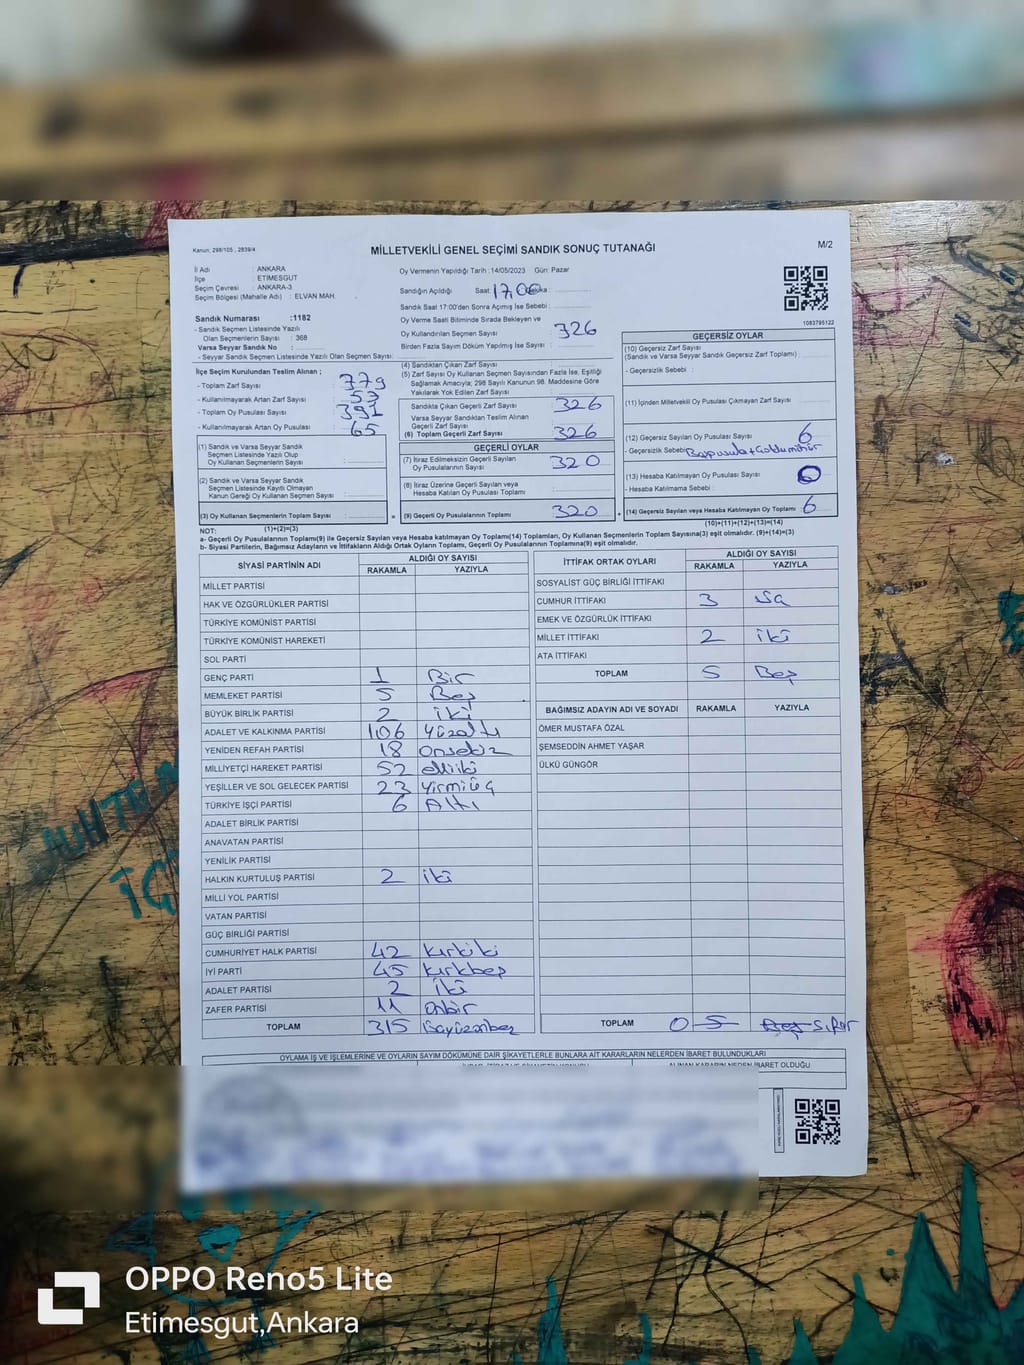 Kanun: 298/105 , 2839/4
MİLLETVEKİLİ GENEL SEÇİMİ SANDIK SONUÇ TUTANAĞI
M/2
İl Adı : ANKARA
İlçe : ETİMESGUT
Seçim Çevresi : ANKARA-3
Seçim Bölgesi (Mahalle Adı) : ELVAN MAH.
Sandık Numarası :1182
- Sandık Seçmen Listesinde Yazılı
Olan Seçmenlerin Sayısı : 368
Varsa Seyyar Sandık No :
- Seyyar Sandık Seçmen Listesinde Yazılı Olan Seçmen Sayısı:
Oy Vermenin Yapıldığı Tarih :14/05/2023 Gün: Pazar
Sandığın Açıldığı Saat: 17,00
Sandık Saat 17:00'den Sonra Açılmış İse Sebebi :
Oy Verme Saati Bitiminde Sırada Bekleyen ve
Oy Kullandırılan Seçmen Sayısı : 326
Birden Fazla Sayım Döküm Yapılmış İse Sayısı :
1083795122
İlçe Seçim Kurulundan Teslim Alınan ;
- Toplam Zarf Sayısı : 379
- Kullanılmayarak Artan Zarf Sayısı : 53
- Toplam Oy Pusulası Sayısı : 391
- Kullanılmayarak Artan Oy Pusulası : 65
(1) Sandık ve Varsa Seyyar Sandık
Seçmen Listesinde Yazılı Olup
Oy Kullanan Seçmenlerin Sayısı :
(2) Sandık ve Varsa Seyyar Sandık
Seçmen Listesinde Kayıtlı Olmayan
Kanun Gereği Oy Kullanan Seçmen Sayısı :
(3) Oy Kullanan Seçmenlerin Toplam Sayısı :
(1)+(2)=(3)
(4) Sandıktan Çıkan Zarf Sayısı
(5) Zarf Sayısı Oy Kullanan Seçmen Sayısından Fazla İse, Eşitliği
Sağlamak Amacıyla; 298 Sayılı Kanunun 98. Maddesine Göre
Yakılarak Yok Edilen Zarf Sayısı :
Sandıkta Çıkan Geçerli Zarf Sayısı : 326
Varsa Seyyar Sandıktan Teslim Alınan
Geçerli Zarf Sayısı
(6) Toplam Geçerli Zarf Sayısı : 326
GEÇERLİ OYLAR
(7) İtiraz Edilmeksizin Geçerli Sayılan
Oy Pusulalarının Sayısı : 320
(8) İtiraz Üzerine Geçerli Sayılan veya
Hesaba Katılan Oy Pusulası Toplamı :
= (9) Geçerli Oy Pusulalarının Toplamı : 320 +
GEÇERSİZ OYLAR
(10) Geçersiz Zarf Sayısı
(Sandık ve Varsa Seyyar Sandık Geçersiz Zarf Toplamı) :
- Geçersizlik Sebebi :
(11) İçinden Milletvekili Oy Pusulası Çıkmayan Zarf Sayısı :
(12) Geçersiz Sayılan Oy Pusulası Sayısı : 6
- Geçersizlik Sebebi:
(13) Hesaba Katılmayan Oy Pusulası Sayısı : 0
- Hesaba Katılmama Sebebi :
(14) Geçersiz Sayılan veya Hesaba Katılmayan Oy Toplamı : 6
(10)+(11)+(12)+(13)=(14)
NOT:
a- Geçerli Oy Pusulaları Toplamı(9) ile Geçersiz Sayılan veya Hesaba katılmayan Oy Toplamı(14) Toplamları, Oy Kullanan Seçmenlerin Toplam Sayısına(3) eşit olmalıdır. (9)+(14)=(3)
b- Siyasi Partilerin, Bağımsız Adayların ve İttifakların Aldığı Ortak Oyların Toplamı, Geçerli Oy Pusulalarının Toplamına(9) eşit olmalıdır.
SİYASİ PARTİNİN ADI ALDIĞI OY SAYISI
RAKAMLA YAZIYLA
MİLLET PARTİSİ
HAK VE ÖZGÜRLÜKLER PARTİSİ
TÜRKİYE KOMÜNİST PARTİSİ
TÜRKİYE KOMÜNİST HAREKETİ
SOL PARTİ
GENÇ PARTİ 1 Bir
MEMLEKET PARTİSİ 5 Beş
BÜYÜK BİRLİK PARTİSİ 2 iki
ADALET VE KALKINMA PARTİSİ 106 Yüzaltı
YENİDEN REFAH PARTİSİ 18 onsekiz
MİLLİYETÇİ HAREKET PARTİSİ 52 elliiki
YEŞİLLER VE SOL GELECEK PARTİSİ 23 Yirmiüç
TÜRKİYE İŞÇİ PARTİSİ 6 Altı
ADALET BİRLİK PARTİSİ
ANAVATAN PARTİSİ
YENİLİK PARTİSİ
HALKIN KURTULUŞ PARTİSİ 2 iki
MİLLİ YOL PARTİSİ
VATAN PARTİSİ
GÜÇ BİRLİĞİ PARTİSİ
CUMHURİYET HALK PARTİSİ 42 kırkiki
İYİ PARTİ 45 kırkbeş
ADALET PARTİSİ 2 iki
ZAFER PARTİSİ 11 onbir
TOPLAM 315 üçyüzonbeş
İTTİFAK ORTAK OYLARI ALDIĞI OY SAYISI
RAKAMLA YAZIYLA
SOSYALİST GÜÇ BİRLİĞİ İTTİFAKI
CUMHUR İTTİFAKI 3 üç
EMEK VE ÖZGÜRLÜK İTTİFAKI
MİLLET İTTİFAKI 2 iki
ATA İTTİFAKI
TOPLAM 5 Beş
BAĞIMSIZ ADAYIN ADI VE SOYADI RAKAMLA YAZIYLA
ÖMER MUSTAFA ÖZAL
ŞEMSEDDİN AHMET YAŞAR
ÜLKÜ GÜNGÖR
TOPLAM 0 5 Beş sıfır
OYLAMA İŞ VE İŞLEMLERİNE VE OYLARIN SAYIM DÖKÜMÜNE DAİR ŞİKAYETLERLE BUNLARA AİT KARARLARIN NELERDEN İBARET BULUNDUKLARI
ALINAN KARARIN NEDEN İBARET OLDUĞU
OPPO Reno5 Lite
Etimesgut,Ankara